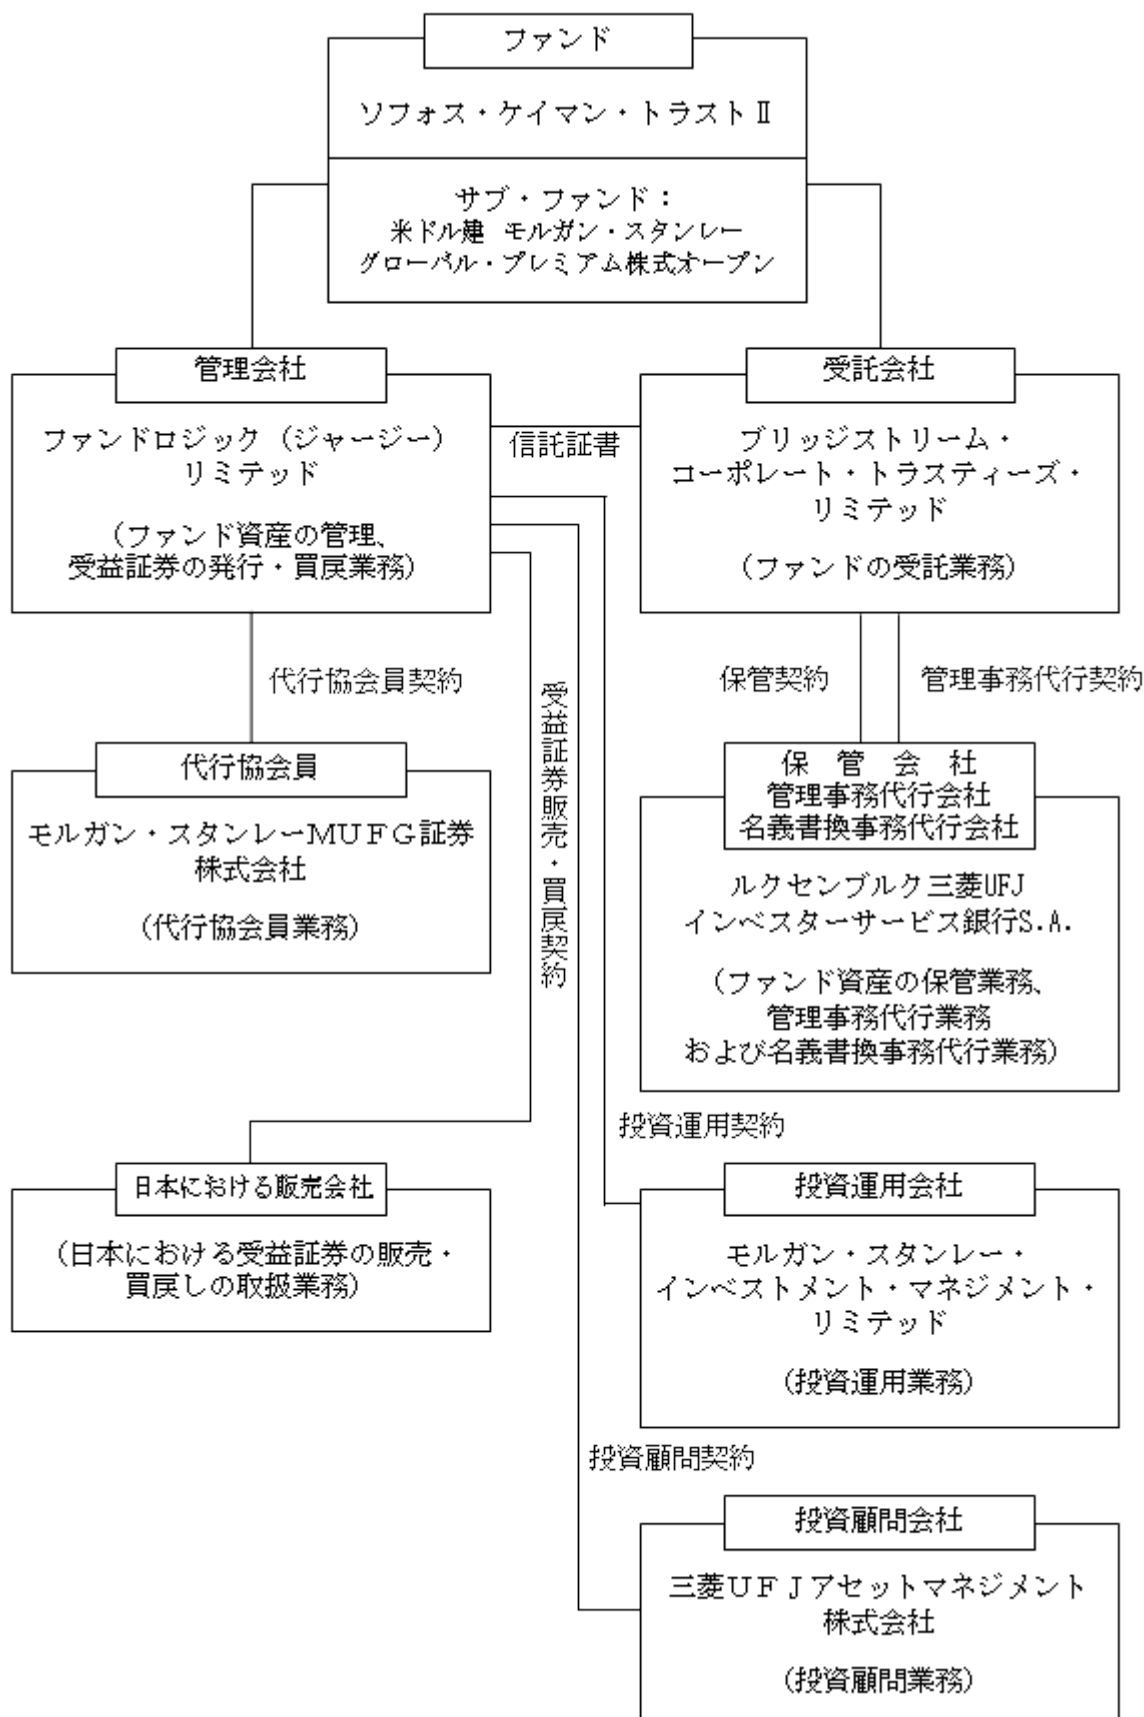 ファンド
ソフォス・ケイマン・トラストⅡ
サブ・ファンド：
米ドル建 モルガン・スタンレー
グローバル・プレミアム株式オープン
管理会社
ファンドロジック（ジャージー）
リミテッド
（ファンド資産の管理、
受益証券の発行・買戻業務）
信託証書
受託会社
ブリッジストリーム・
コーポレート・トラスティーズ・
リミテッド
（ファンドの受託業務）
代行協会員契約
受益証券販売・買戻契約
保管契約
管理事務代行契約
代行協会員
モルガン・スタンレーＭＵＦＧ証券
株式会社
（代行協会員業務）
保管会社
管理事務代行会社
名義書換事務代行会社
ルクセンブルク三菱UFJ
インベスターサービス銀行S.A.
（ファンド資産の保管業務、
管理事務代行業務
および名義書換事務代行業務）
投資運用契約
日本における販売会社
（日本における受益証券の販売・
買戻しの取扱業務）
投資運用会社
モルガン・スタンレー・
インベストメント・マネジメント・
リミテッド
（投資運用業務）
投資顧問契約
投資顧問会社
三菱ＵＦＪアセットマネジメント
株式会社
（投資顧問業務）